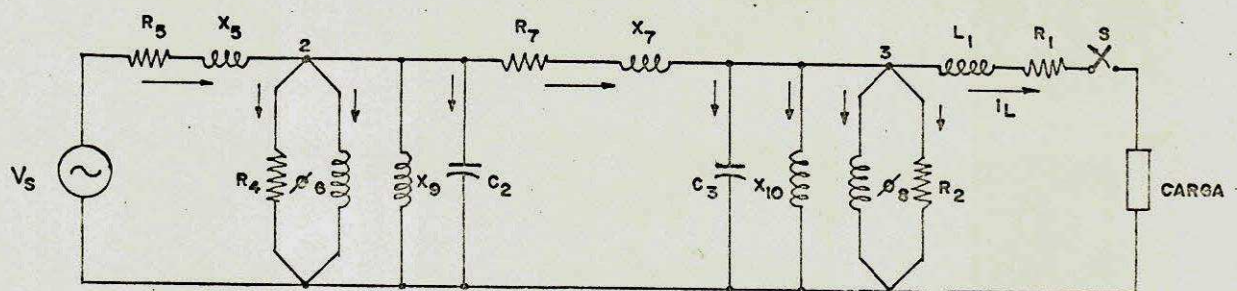 R5 X5 2 R7 X7 3 L1 R1 S
iL
VS R4 ø6 X9 C2 C3 X10 ø8 R2 CARGA